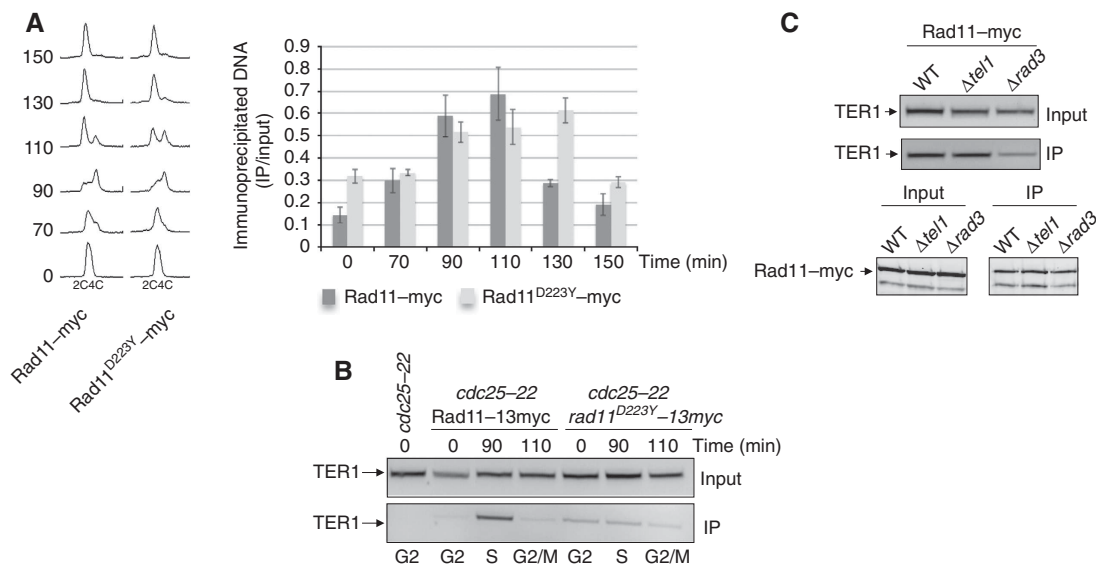 A
150
130
110
90
70
0
2C4C 2C4C
Rad11–myc
Rad11D223Y–myc
Immunoprecipitated DNA
(IP/input)
0.9
0.8
0.7
0.6
0.5
0.4
0.3
0.2
0.1
0
0 70 90 110 130 150 Time (min)
Rad11–myc Rad11D223Y–myc
B
cdc25–22
cdc25–22
Rad11–13myc
cdc25–22
rad11D223Y–13myc
0 0 90 110 0 90 110 Time (min)
TER1 Input
TER1 IP
G2 G2 S G2/M G2 S G2/M
C
Rad11–myc
WT Δtel1 Δrad3
TER1 Input
TER1 IP
Input IP
WT Δtel1 Δrad3 WT Δtel1 Δrad3
Rad11–myc